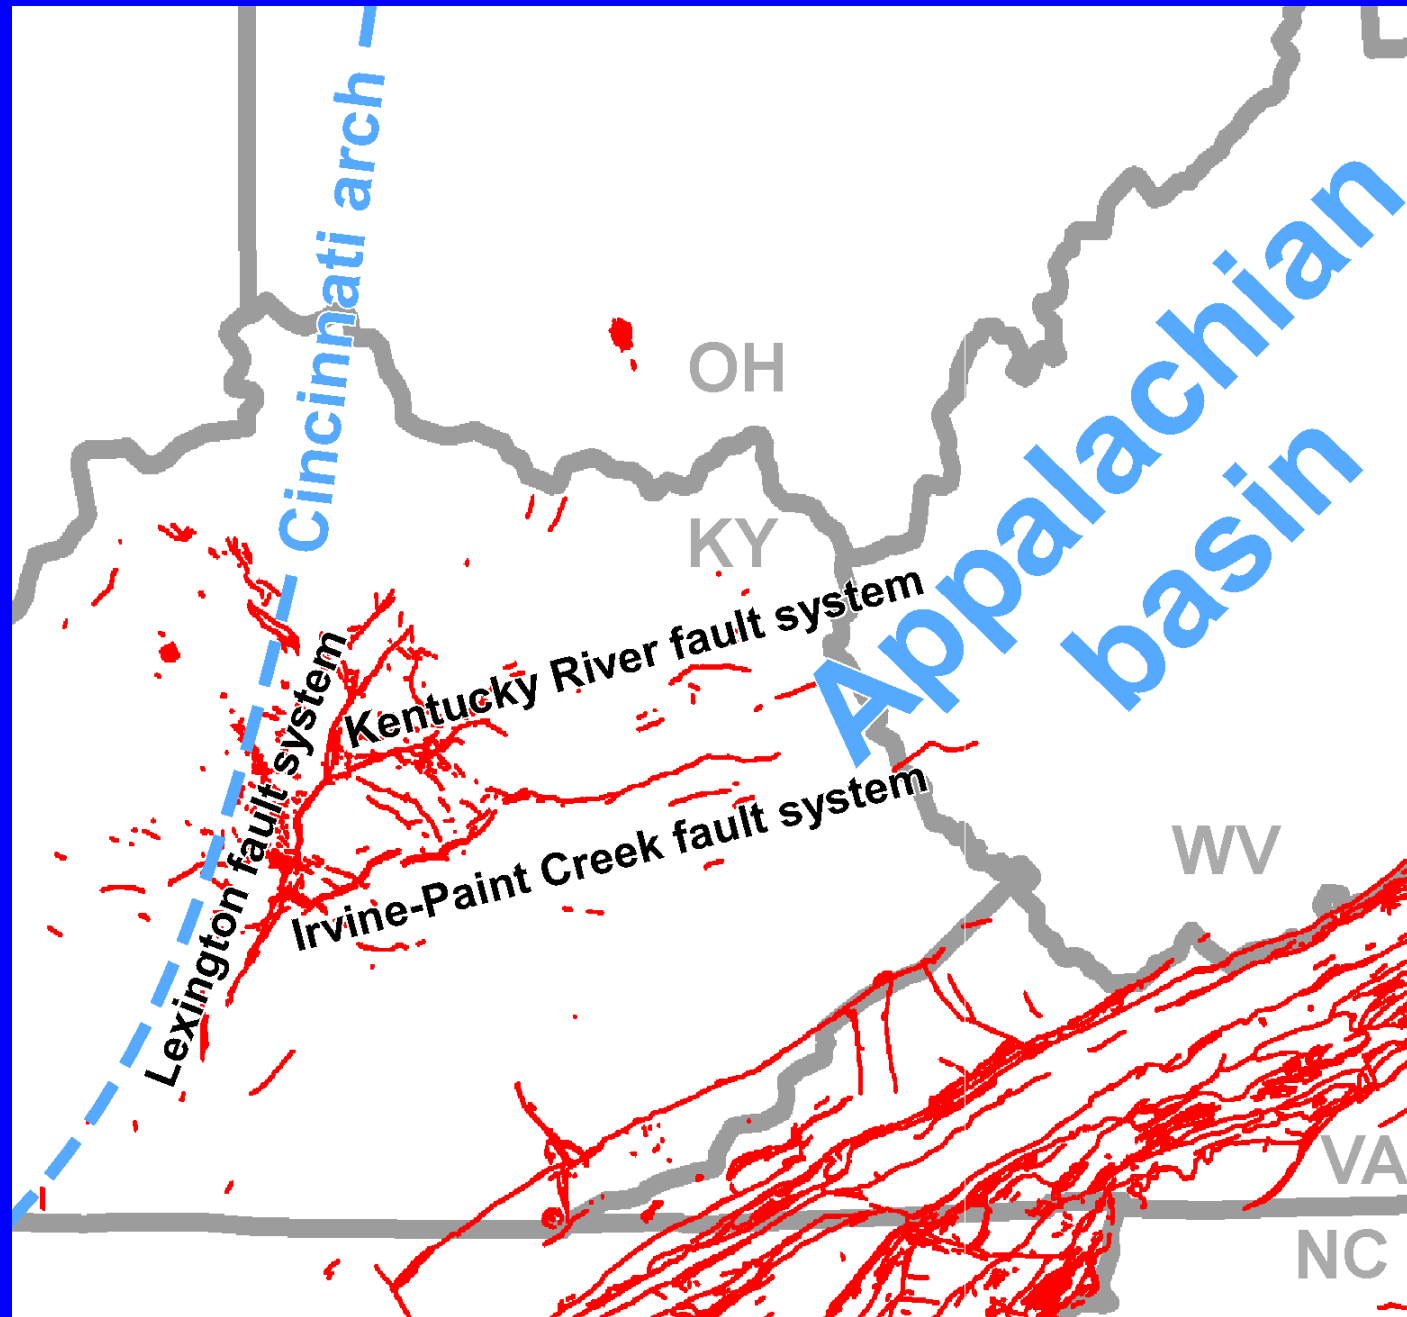 Cincinnati arch
OH
KY
Appalachian
basin
Kentucky River fault system
Lexington fault system
Irvine-Paint Creek fault system
WV
VA
NC